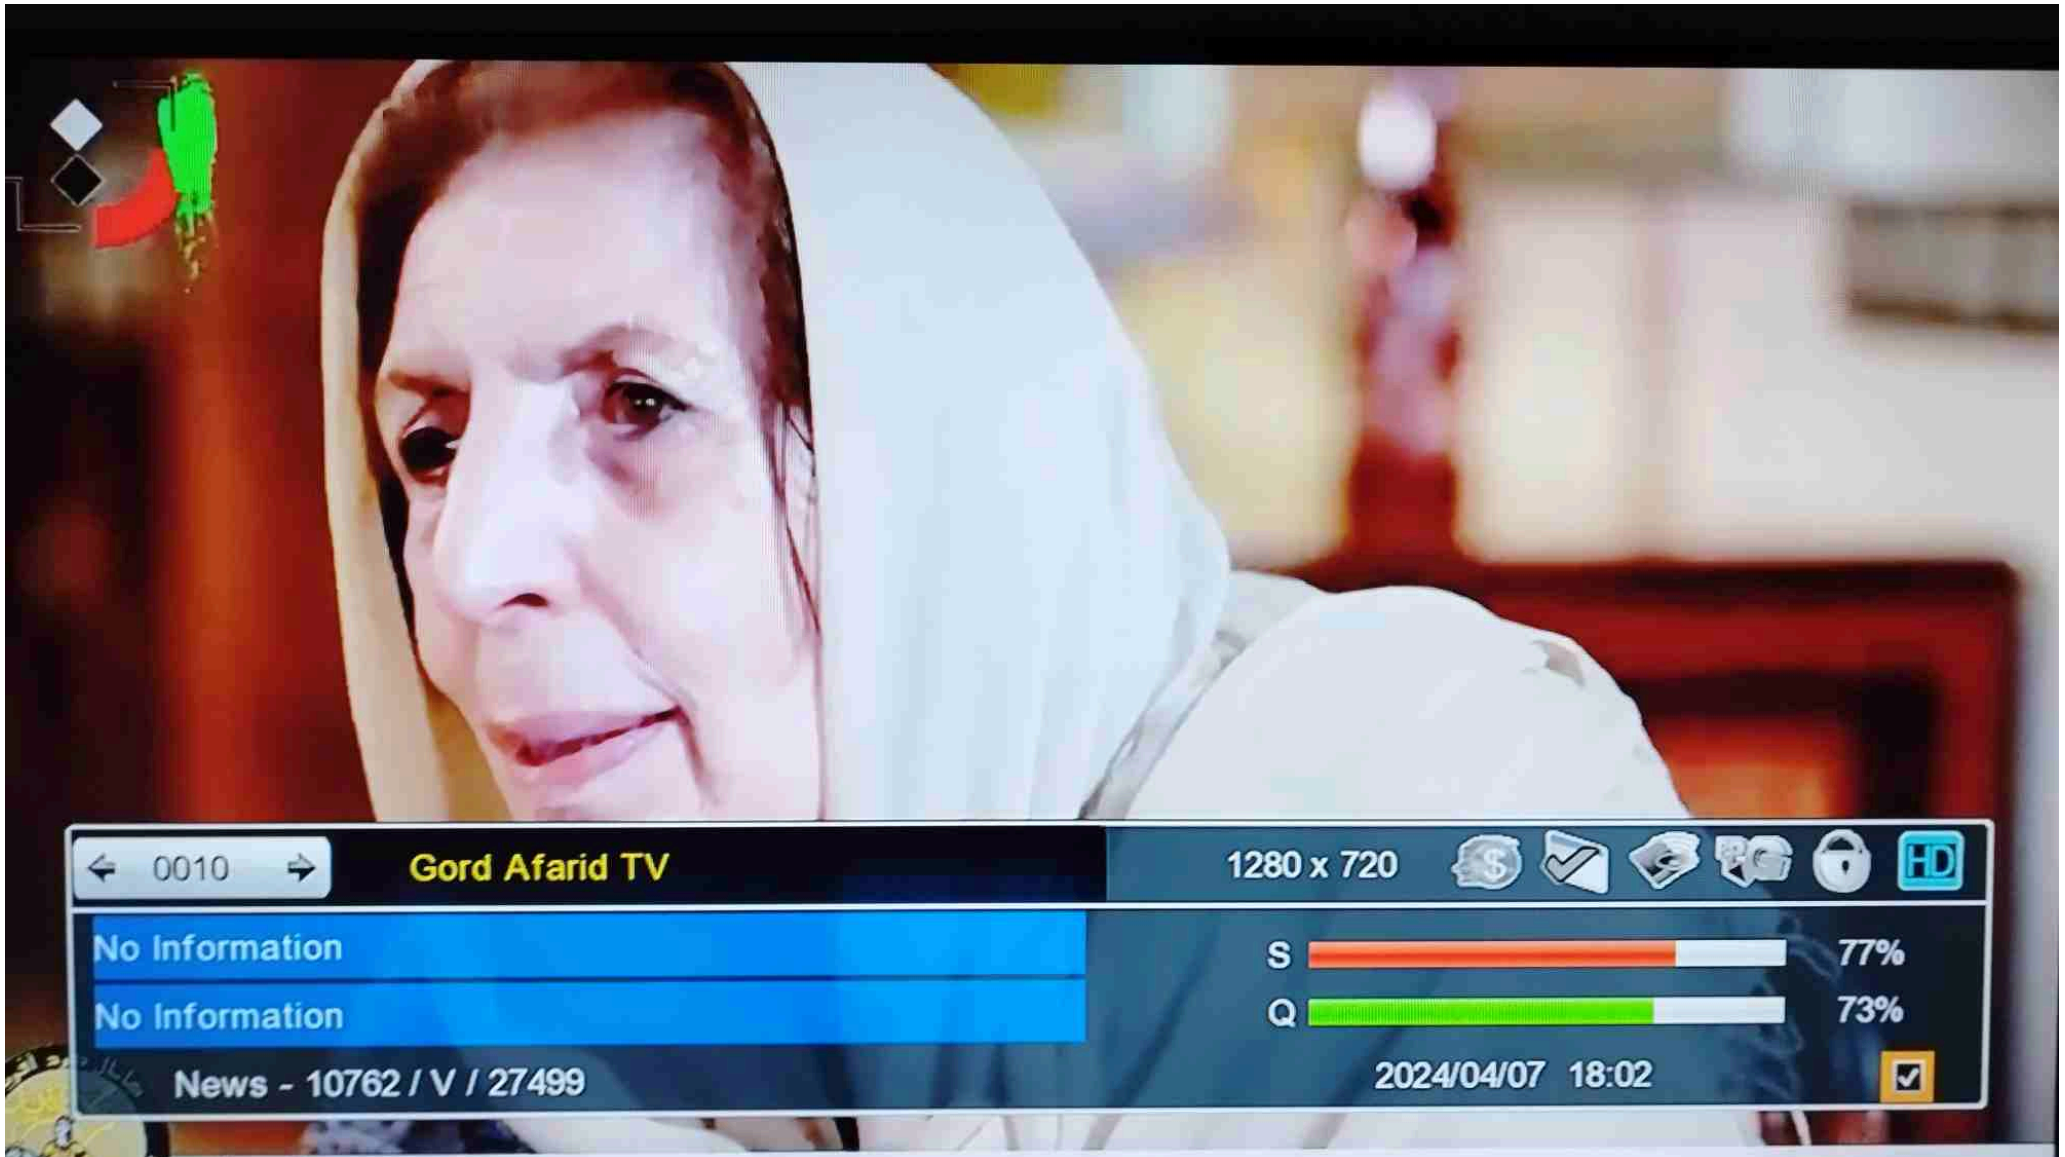 0010
Gord Afarid TV
1280 x 720
HD
No Information
S 77%
No Information
Q 73%
News - 10762 / V / 27499
2024/04/07 18:02